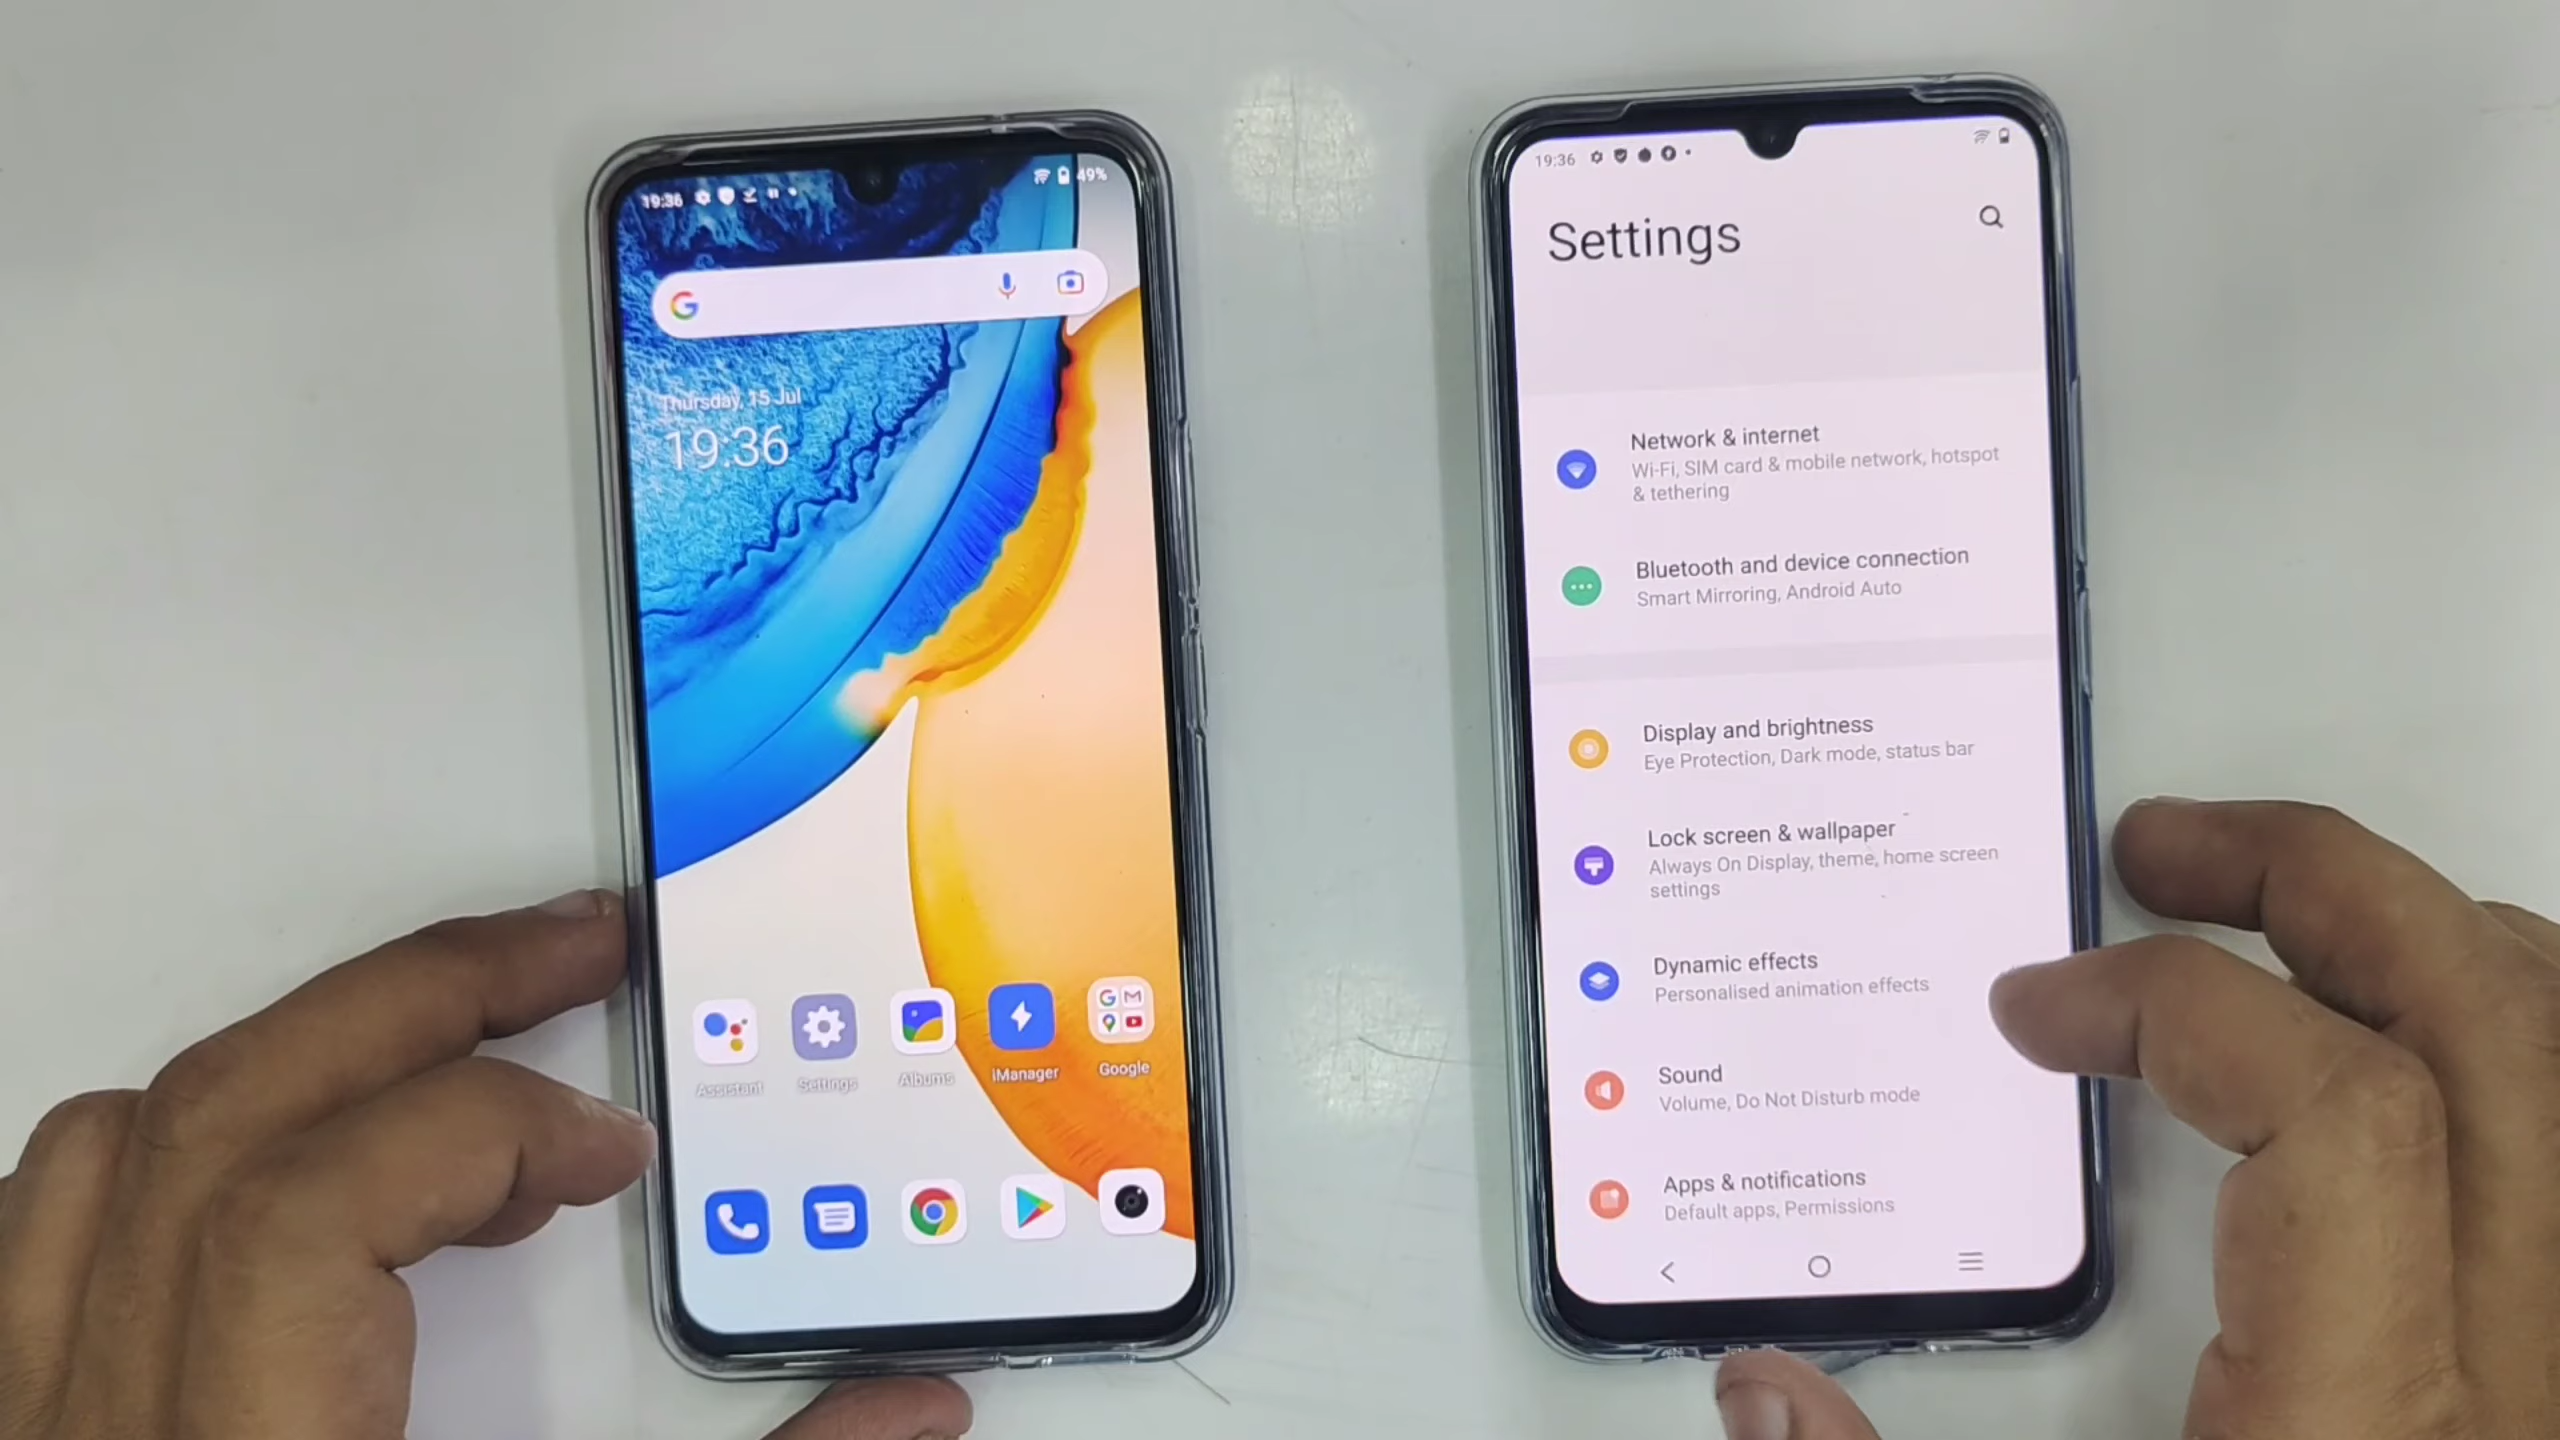 19:36
49%
Thursday, 15 Jul
19:36
Assistant
Settings
Albums
iManager
Google
19:36
Settings
Network & internet
Wi-Fi, SIM card & mobile network, hotspot
& tethering
Bluetooth and device connection
Smart Mirroring, Android Auto
Display and brightness
Eye Protection, Dark mode, status bar
Lock screen & wallpaper
Always On Display, theme, home screen
settings
Dynamic effects
Personalised animation effects
Sound
Volume, Do Not Disturb mode
Apps & notifications
Default apps, Permissions